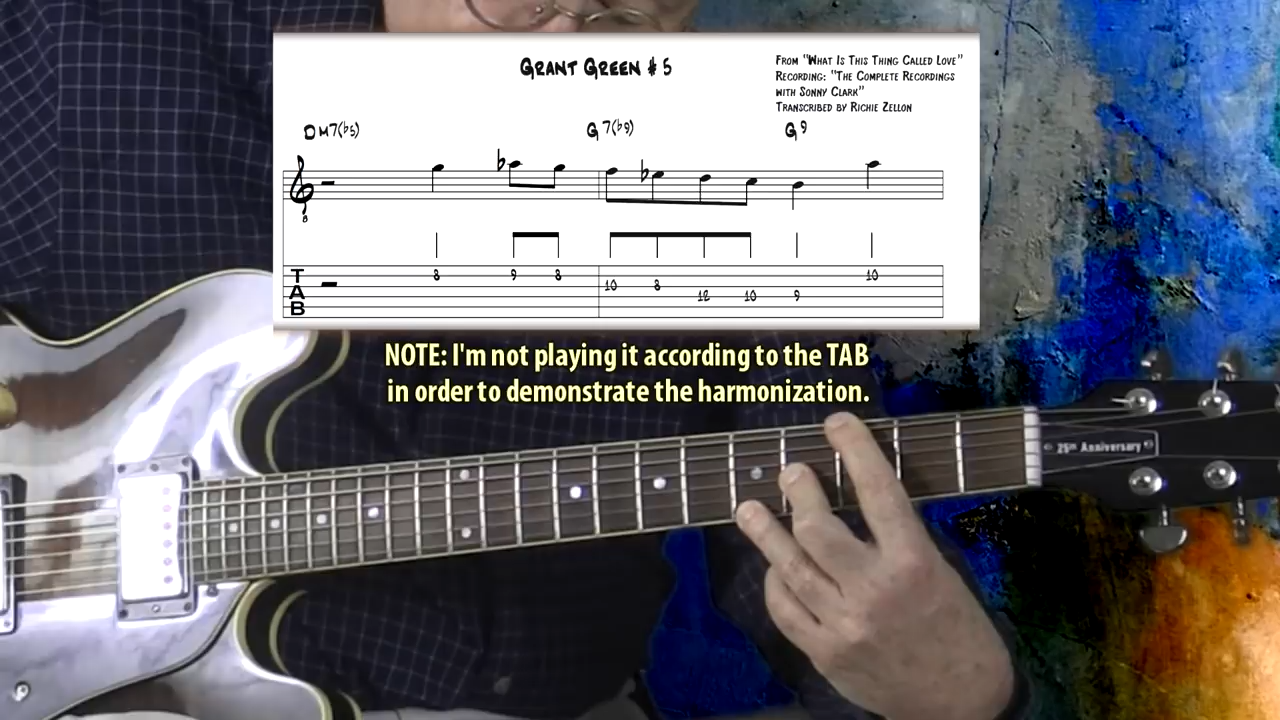 GRANT GREEN # 5
FROM "WHAT IS THIS THING CALLED LOVE"
RECORDING: "THE COMPLETE RECORDINGS
WITH SONNY CLARK"
TRANSCRIBED BY RICHIE ZELLON
DM7(b5) G7(b9) G9
8
T
A
B
8 9 8 10 8 12 10 9 10
NOTE: I'm not playing it according to the TAB
in order to demonstrate the harmonization.
25th Anniversary